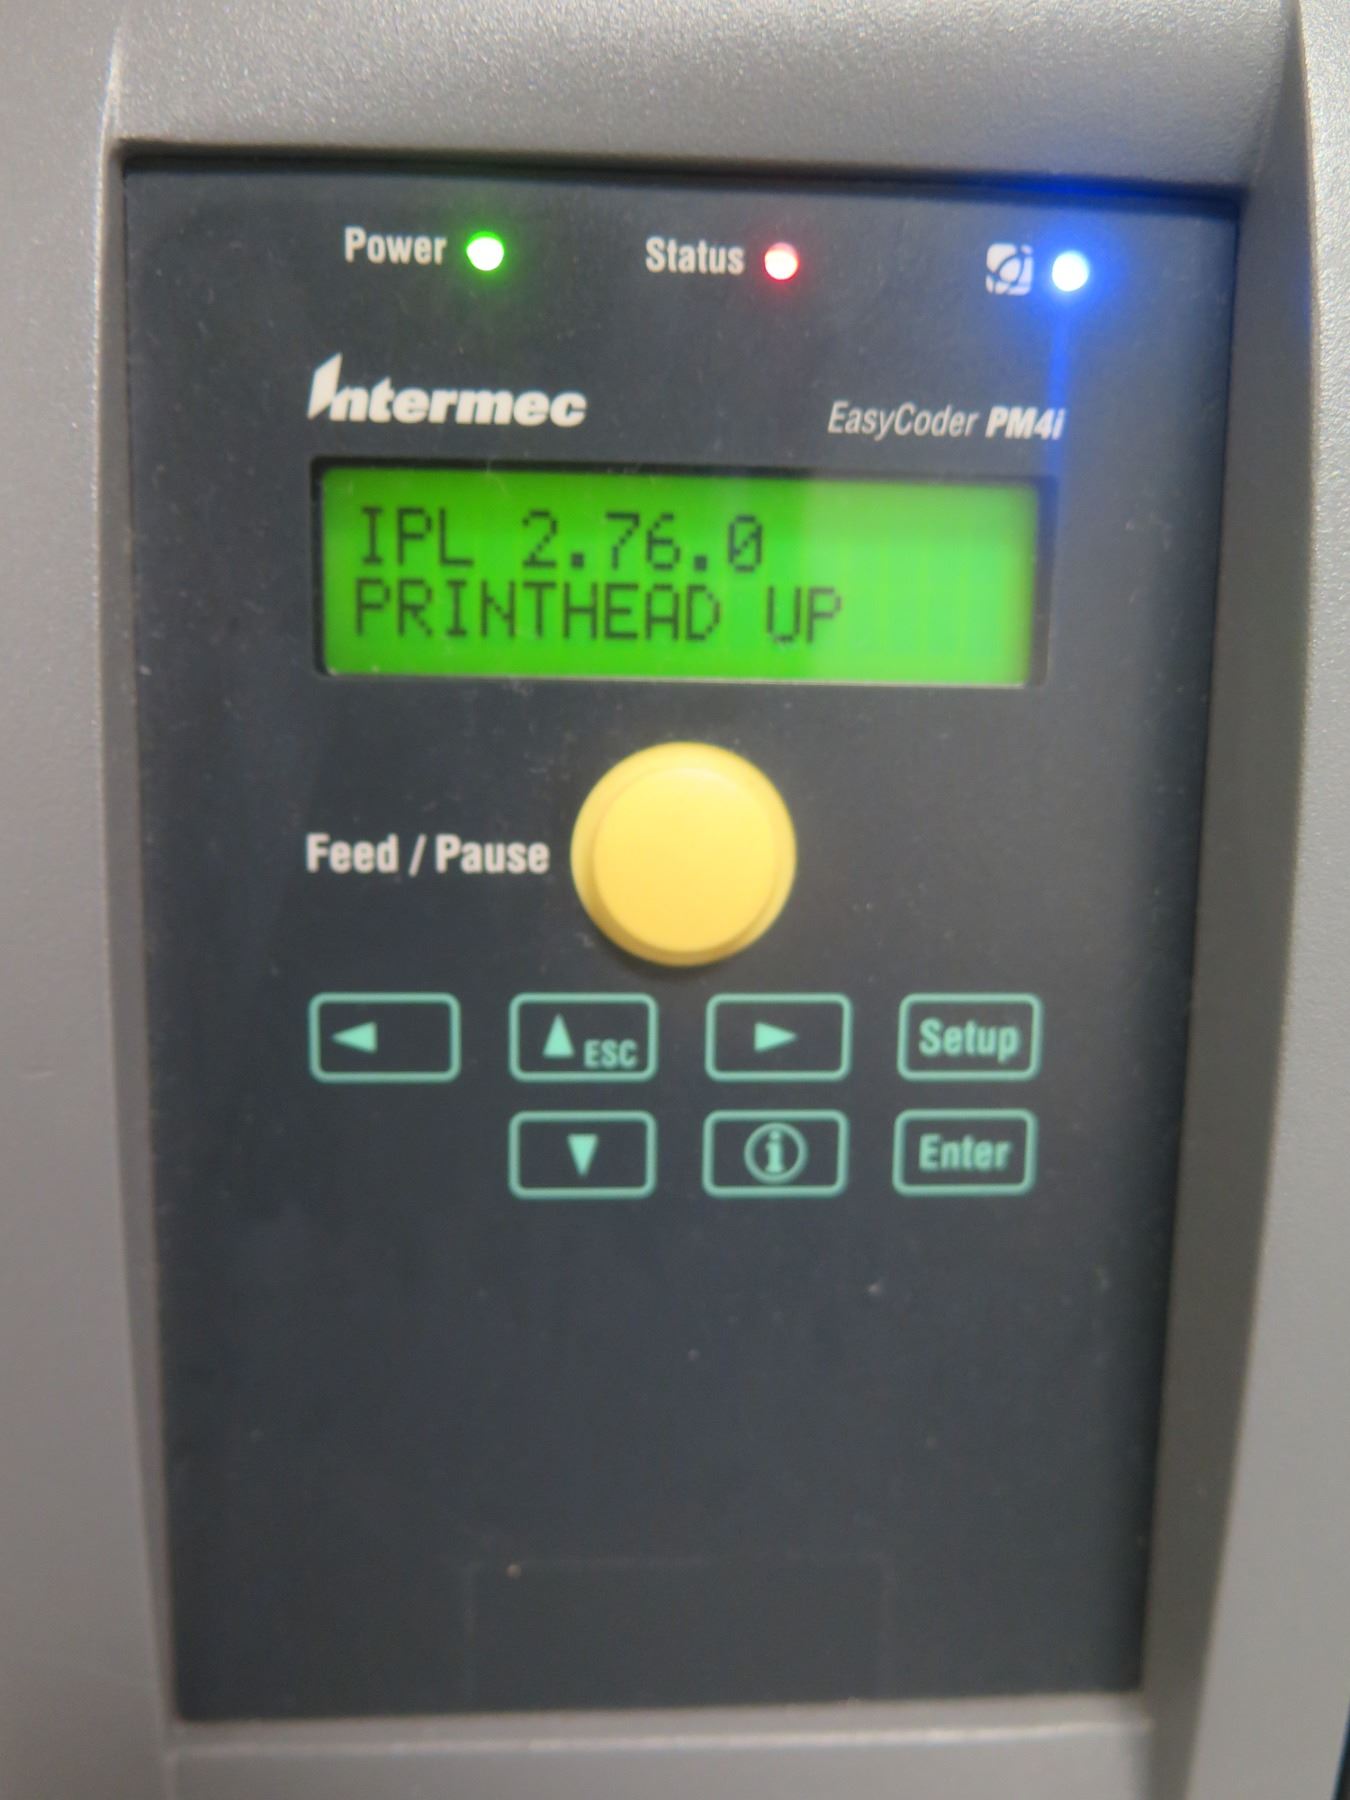 Power Status
Intermec
EasyCoder PM4i
IPL 2.76.0
PRINTHEAD UP
Feed / Pause
ESC Setup
i Enter